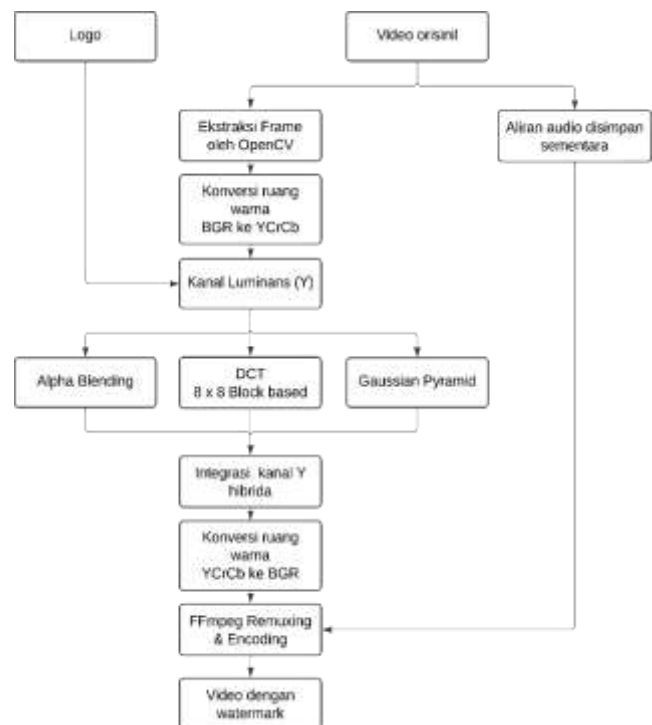 Logo
Video orisinil
Ekstraksi Frame
oleh OpenCV
Aliran audio disimpan
sementara
Konversi ruang
warna
BGR ke YCrCb
Kanal Luminans (Y)
Alpha Blending
DCT
8 x 8 Block based
Gaussian Pyramid
Integrasi kanal Y
hibrida
Konversi ruang
warna
YCrCb ke BGR
FFmpeg Remuxing
& Encoding
Video dengan
watermark